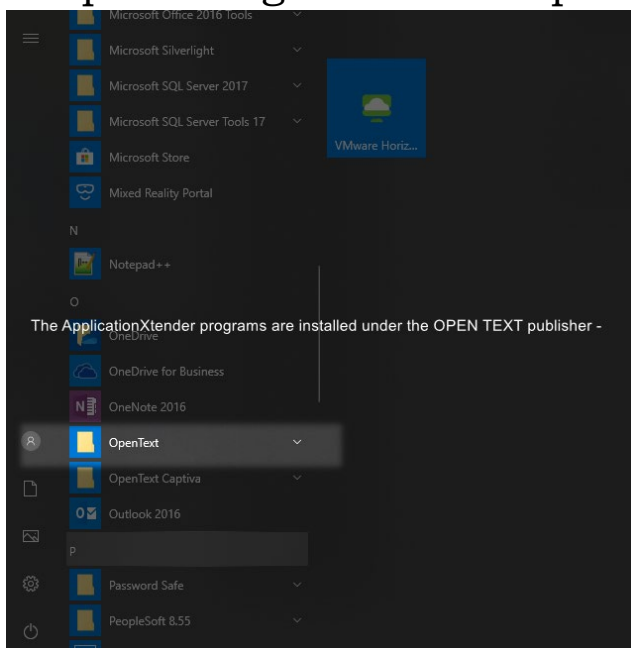 Microsoft Office 2016 Tools
Microsoft Silverlight
Microsoft SQL Server 2017
Microsoft SQL Server Tools 17
Microsoft Store
VMware Horiz...
Mixed Reality Portal
N
Notepad++
O
The ApplicationXtender programs are installed under the OPEN TEXT publisher -
OneDrive
OneDrive for Business
OneNote 2016
OpenText
OpenText Captiva
Outlook 2016
P
Password Safe
PeopleSoft 8.55